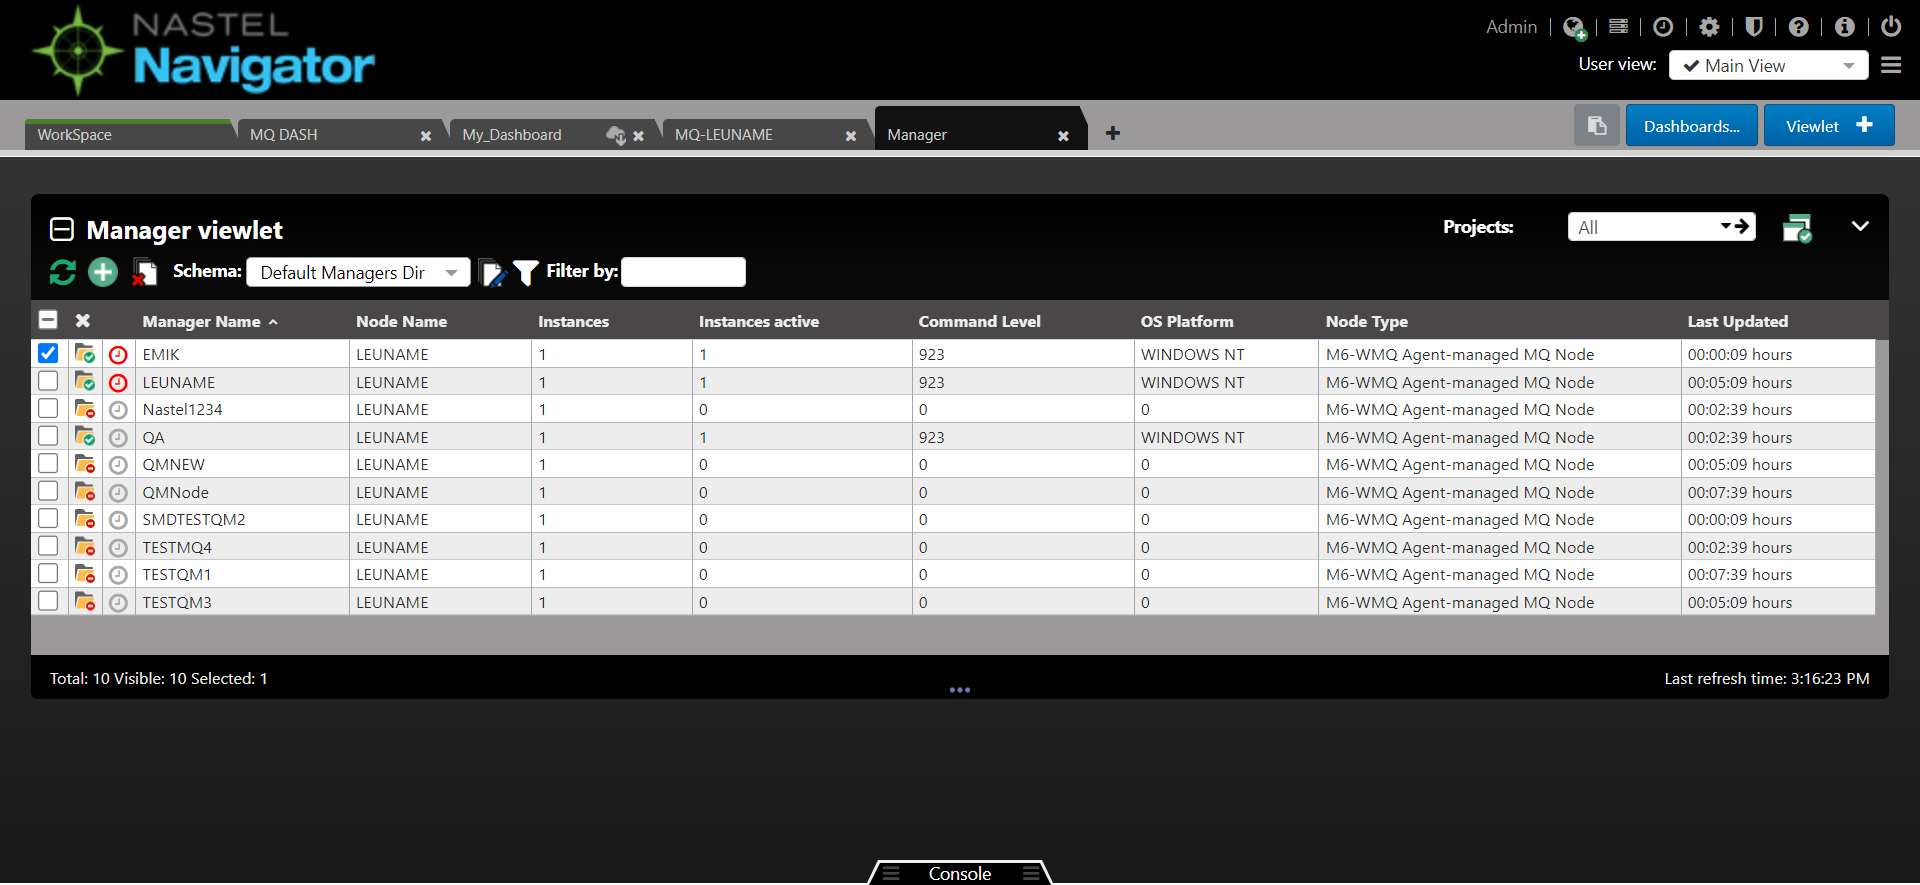 NASTEL
Navigator
Admin
User view: Main View
WorkSpace MQ DASH My_Dashboard MQ-LEUNAME Manager
Dashboards... Viewlet
Manager viewlet
Projects: All
Schema: Default Managers Dir Filter by:
Manager Name Node Name Instances Instances active Command Level OS Platform Node Type Last Updated
EMIK LEUNAME 1 1 923 WINDOWS NT M6-WMQ Agent-managed MQ Node 00:00:09 hours
LEUNAME LEUNAME 1 1 923 WINDOWS NT M6-WMQ Agent-managed MQ Node 00:05:09 hours
Nastel1234 LEUNAME 1 0 0 0 M6-WMQ Agent-managed MQ Node 00:02:39 hours
QA LEUNAME 1 1 923 WINDOWS NT M6-WMQ Agent-managed MQ Node 00:02:39 hours
QMNEW LEUNAME 1 0 0 0 M6-WMQ Agent-managed MQ Node 00:05:09 hours
QMNode LEUNAME 1 0 0 0 M6-WMQ Agent-managed MQ Node 00:07:39 hours
SMDTESTQM2 LEUNAME 1 0 0 0 M6-WMQ Agent-managed MQ Node 00:00:09 hours
TESTMQ4 LEUNAME 1 0 0 0 M6-WMQ Agent-managed MQ Node 00:02:39 hours
TESTQM1 LEUNAME 1 0 0 0 M6-WMQ Agent-managed MQ Node 00:07:39 hours
TESTQM3 LEUNAME 1 0 0 0 M6-WMQ Agent-managed MQ Node 00:05:09 hours
Total: 10 Visible: 10 Selected: 1
Last refresh time: 3:16:23 PM
Console